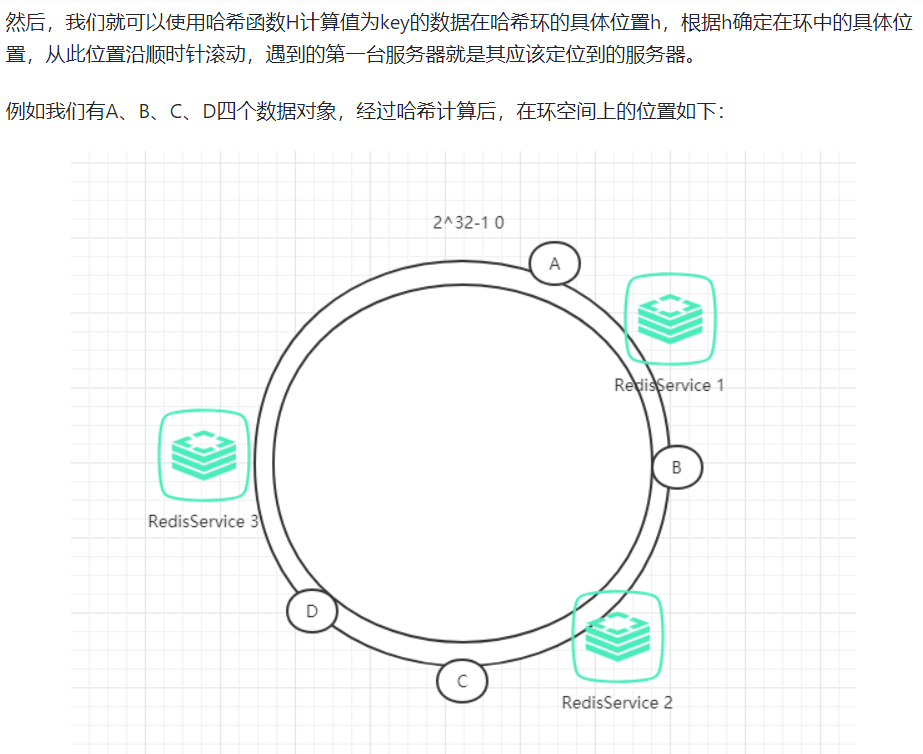 然后，我们就可以使用哈希函数H计算值为key的数据在哈希环的具体位置h，根据h确定在环中的具体位
置，从此位置沿顺时针滚动，遇到的第一台服务器就是其应该定位到的服务器。
例如我们有A、B、C、D四个数据对象，经过哈希计算后，在环空间上的位置如下：
2^32-1 0
A
RedisService 1
B
RedisService 3
D
C
RedisService 2